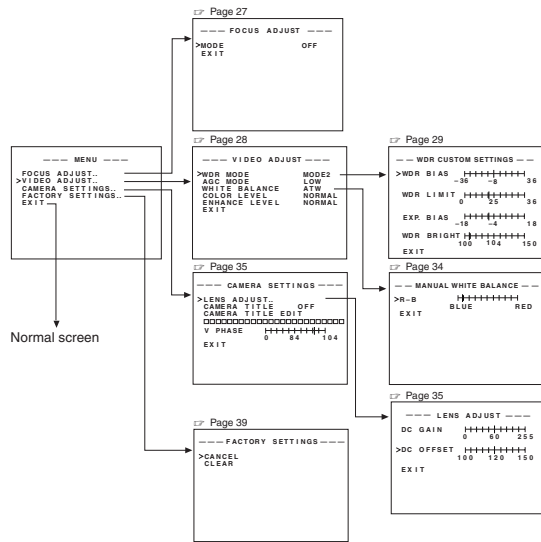 ☞ Page 27
——— FOCUS ADJUST ———
>MODE OFF
EXIT
——— MENU ———
FOCUS ADJUST..
>VIDEO ADJUST..
CAMERA SETTINGS..
FACTORY SETTINGS..
EXIT
Normal screen
☞ Page 28
——— VIDEO ADJUST ———
>WDR MODE MODE2
AGC MODE LOW
WHITE BALANCE ATW
COLOR LEVEL NORMAL
ENHANCE LEVEL NORMAL
EXIT
☞ Page 29
—— WDR CUSTOM SETTINGS ——
>WDR BIAS
–36 –8 36
WDR LIMIT
0 25 36
EXP. BIAS
–18 –4 18
WDR BRIGHT
100 104 150
EXIT
☞ Page 35
——— CAMERA SETTINGS ———
>LENS ADJUST..
CAMERA TITLE OFF
CAMERA TITLE EDIT
V PHASE
0 84 104
EXIT
☞ Page 34
—— MANUAL WHITE BALANCE ——
>R–B
BLUE RED
EXIT
☞ Page 39
——— FACTORY SETTINGS ———
>CANCEL
CLEAR
☞ Page 35
——— LENS ADJUST ———
DC GAIN
0 60 255
>DC OFFSET
100 120 150
EXIT